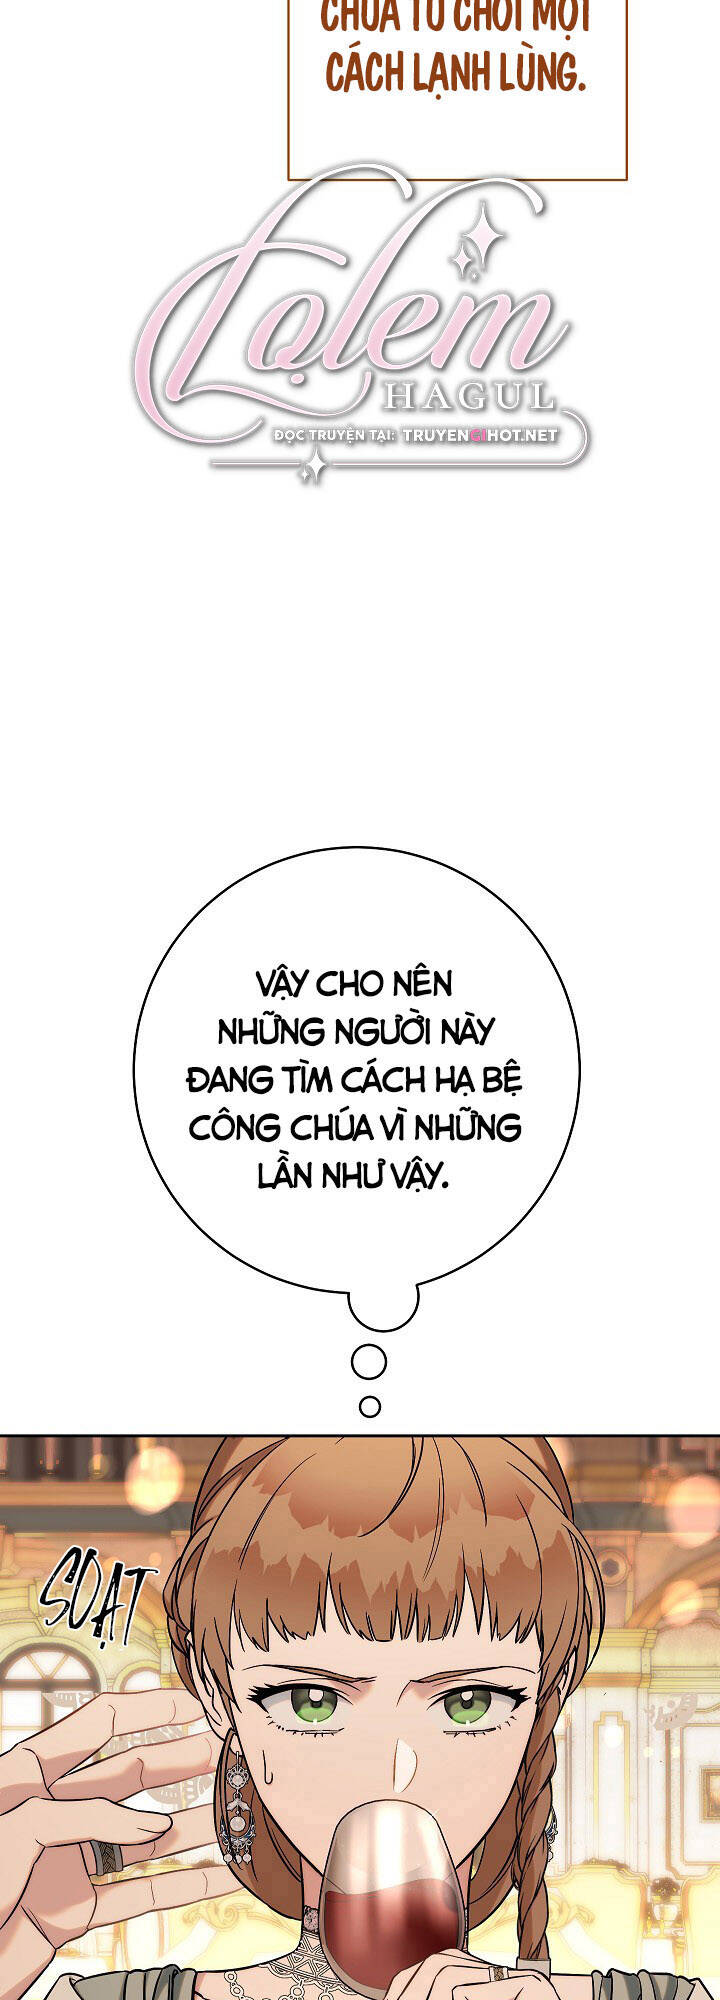 CHÚA TỪ CHỐI MỘT
CÁCH LẠNH LÙNG.
Lọlem
HAGUL
ĐỌC TRUYỆN TẠI: TRUYENGIHOT.NET
VẬY CHO NÊN
NHỮNG NGƯỜI NÀY
ĐANG TÌM CÁCH HẠ BỆ
CÔNG CHÚA VÌ NHỮNG
LẦN NHƯ VẬY.
SOẠT